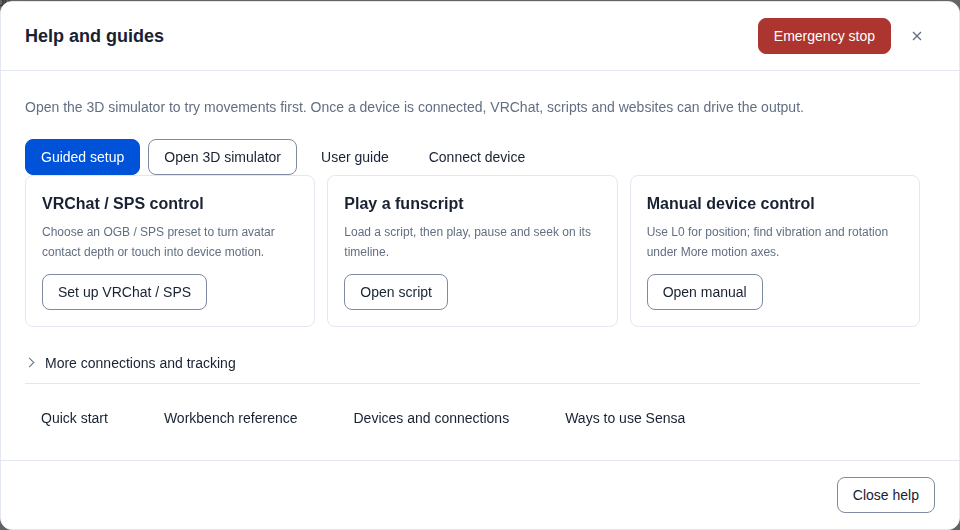 Help and guides
Emergency stop
Open the 3D simulator to try movements first. Once a device is connected, VRChat, scripts and websites can drive the output.
Guided setup
Open 3D simulator
User guide
Connect device
VRChat / SPS control
Choose an OGB / SPS preset to turn avatar
contact depth or touch into device motion.
Set up VRChat / SPS
Play a funscript
Load a script, then play, pause and seek on its
timeline.
Open script
Manual device control
Use L0 for position; find vibration and rotation
under More motion axes.
Open manual
More connections and tracking
Quick start
Workbench reference
Devices and connections
Ways to use Sensa
Close help